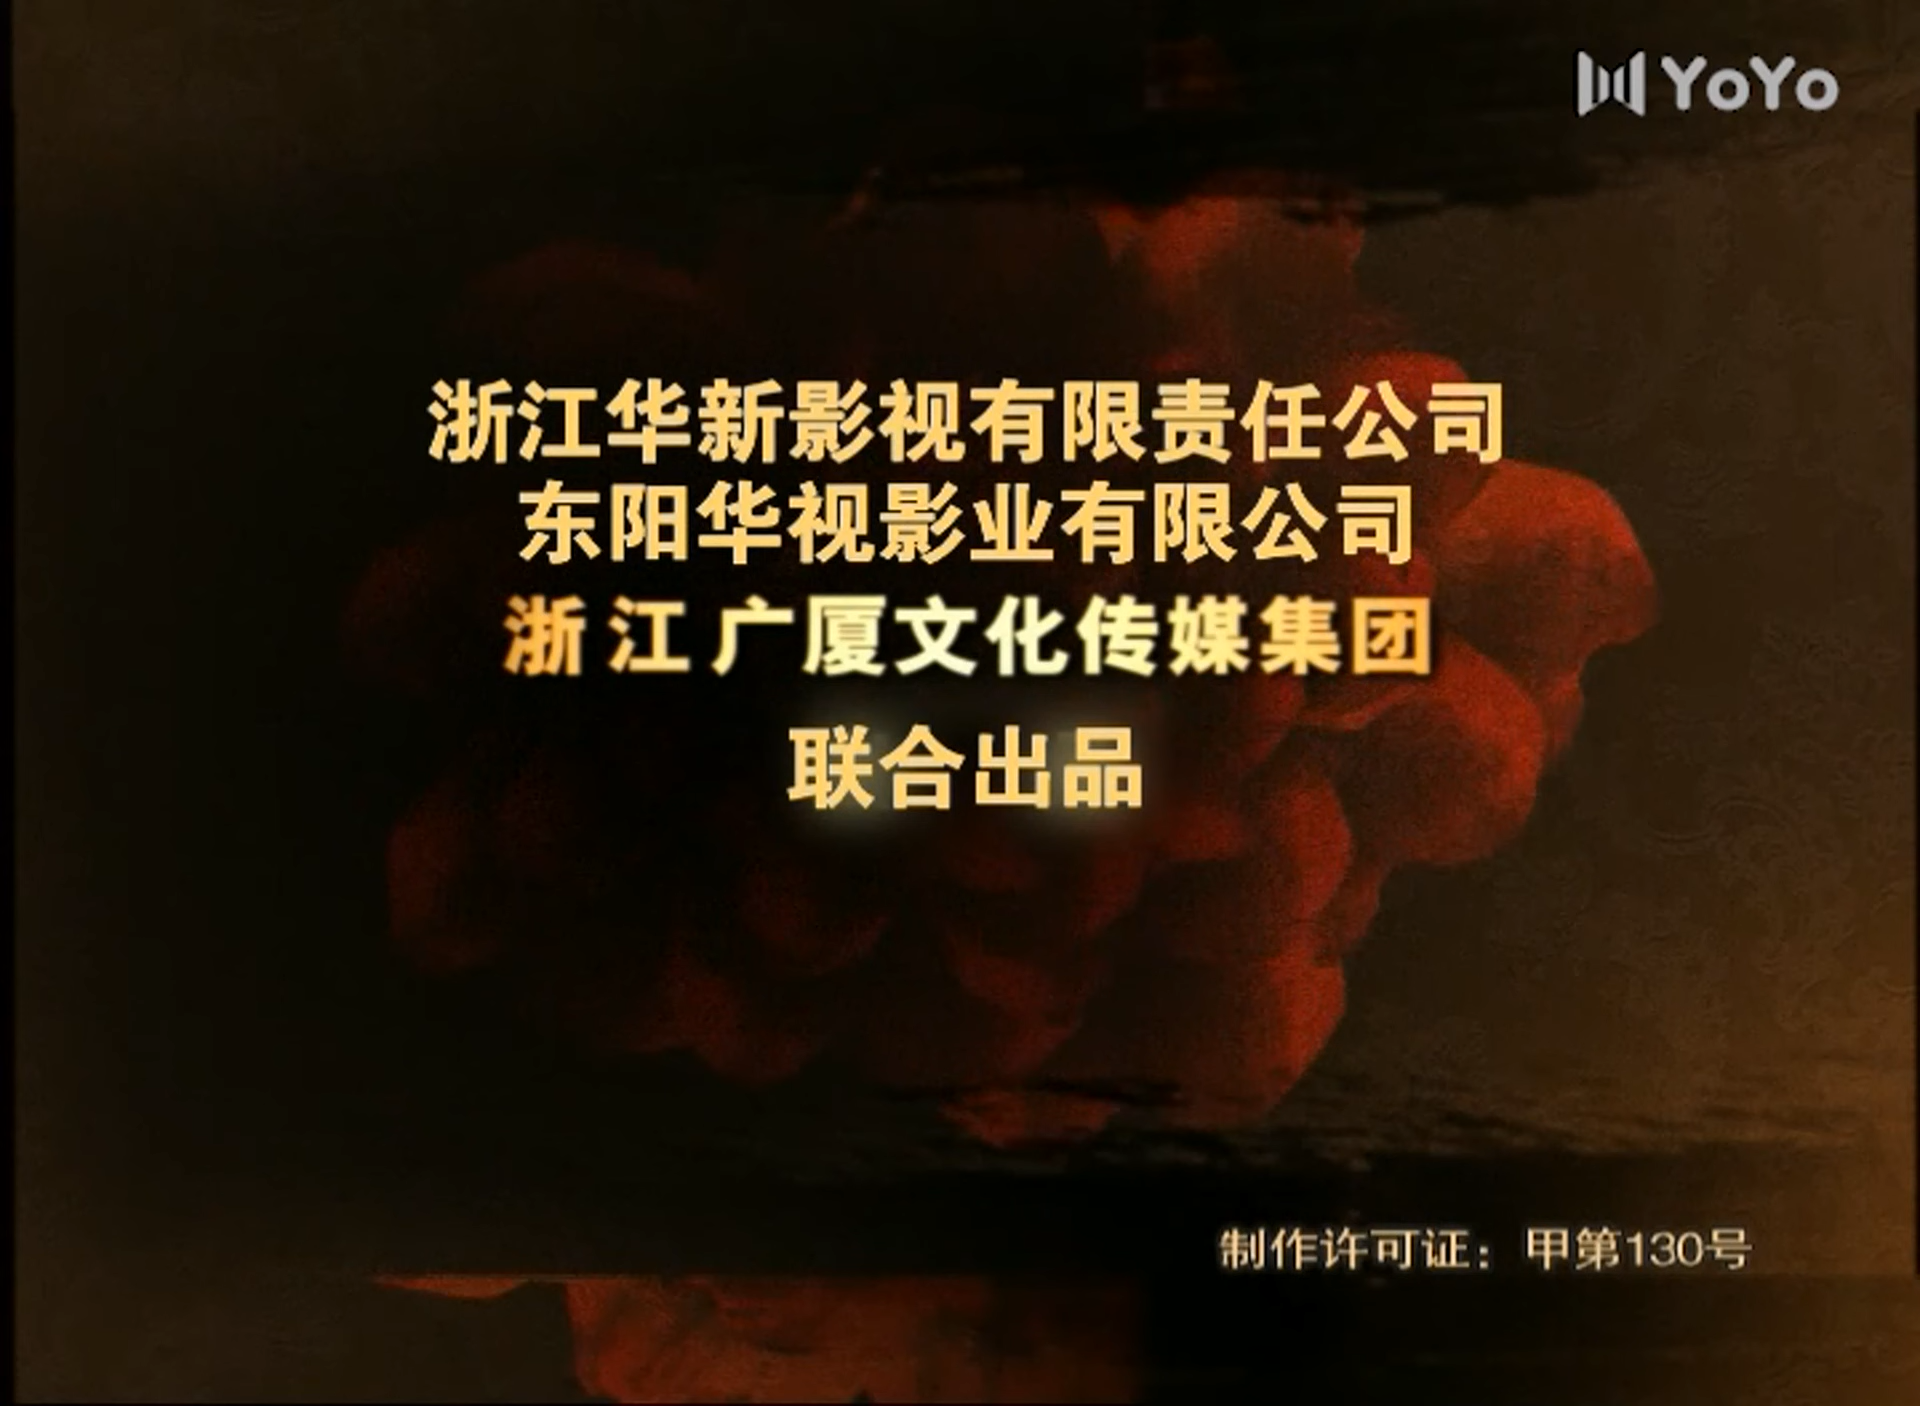 YoYo
浙江华新影视有限责任公司
东阳华视影业有限公司
浙江广厦文化传媒集团
联合出品
制作许可证：甲第130号